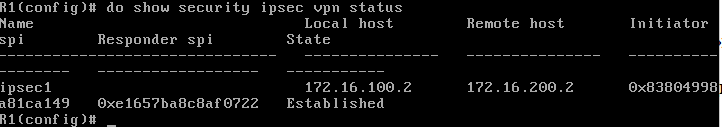 R1(config)# do show security ipsec vpn status
Name Local host Remote host Initiator
spi Responder spi State
------------------------- --------------- --------------- ---------
-------- ------------------ -----------
ipsec1 172.16.100.2 172.16.200.2 0x83804998
a81ca149 0xe1657ba8c8af0722 Established
R1(config)# _